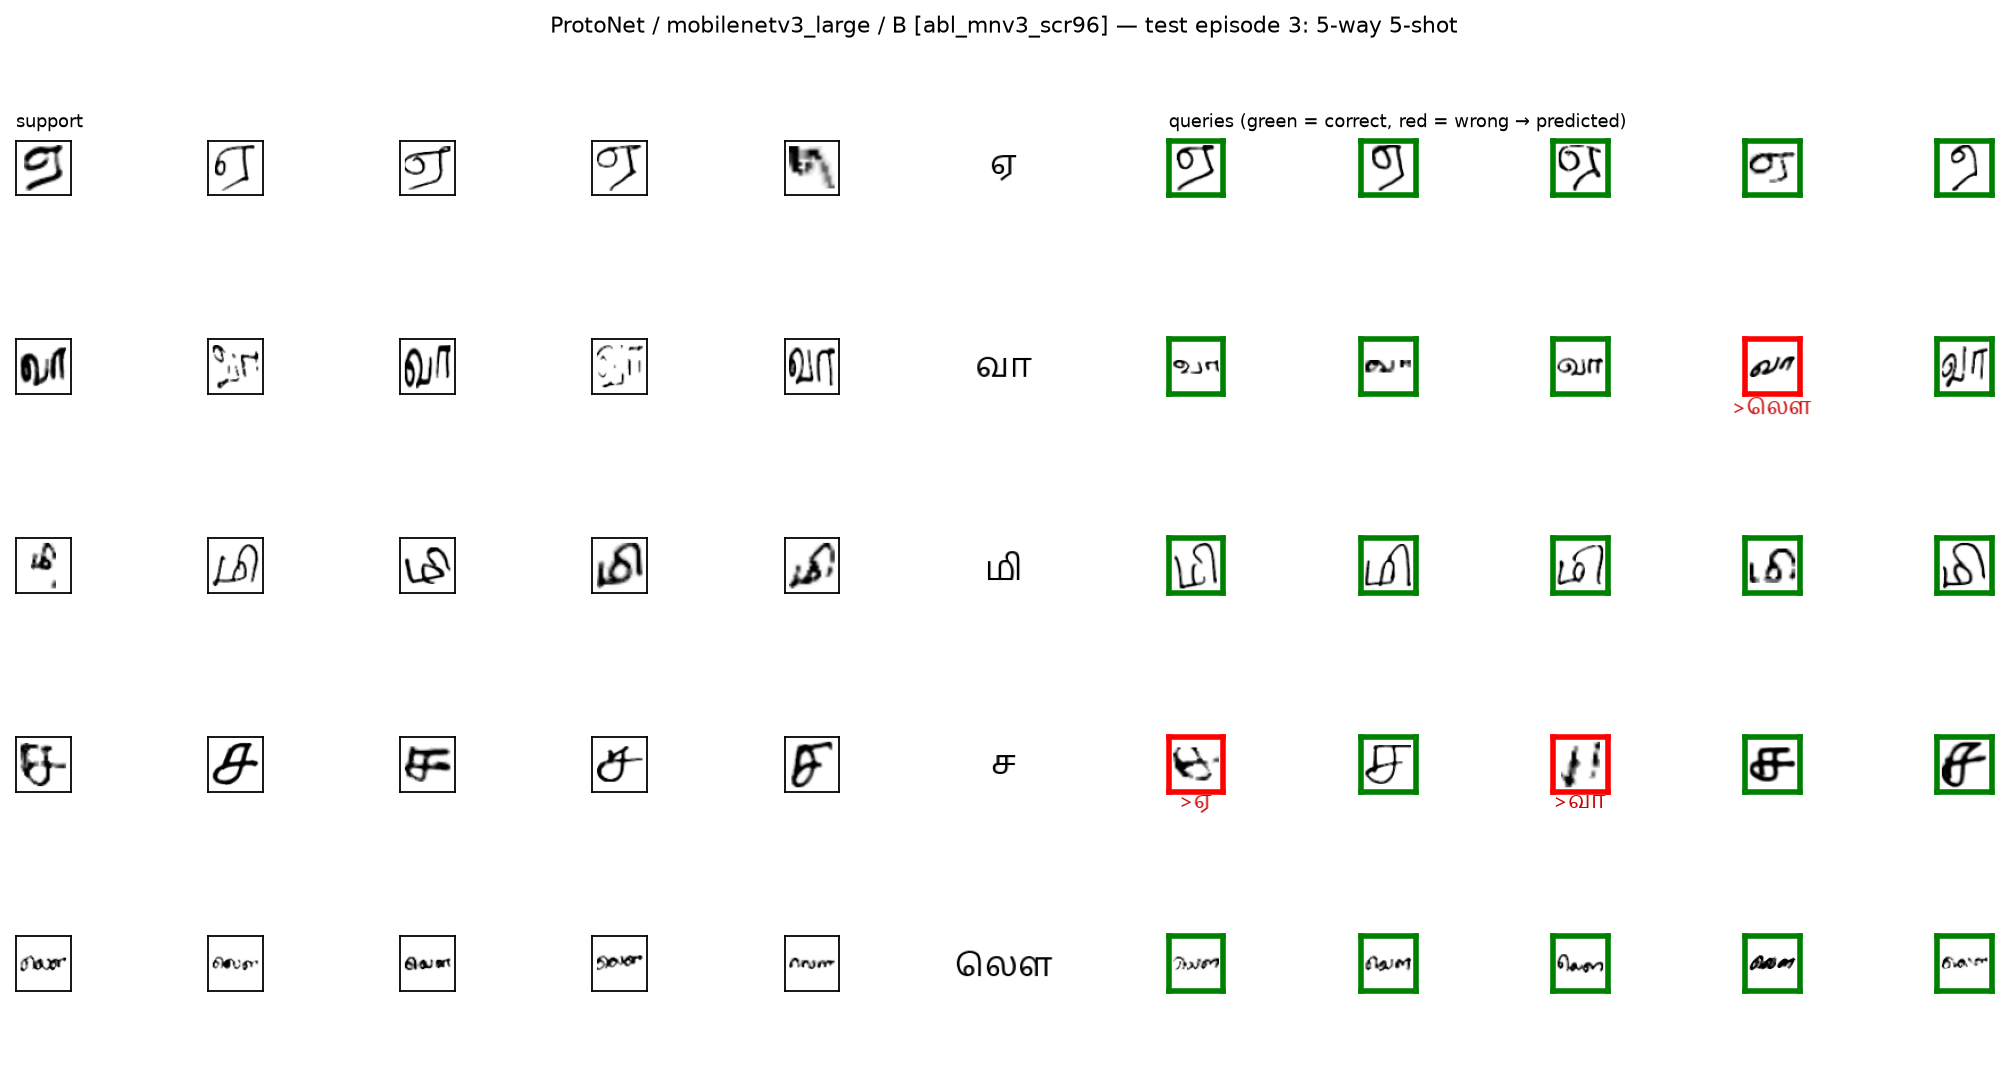 ProtoNet / mobilenetv3_large / B [abl_mnv3_scr96] — test episode 3: 5-way 5-shot
support
queries (green = correct, red = wrong → predicted)
ஏ ஏ ஏ ஏ ஏ ஏ ஏ ஏ ஏ
வா வா வா வா வா வா வா வா வா
>லௌ
மி மி மி மி மி மி மி மி மி மி மி
ச ச ச ச ச ச ச ச ச
>ஏ >வா
லௌ லௌ லௌ லௌ லௌ லௌ லௌ லௌ லௌ லௌ லௌ